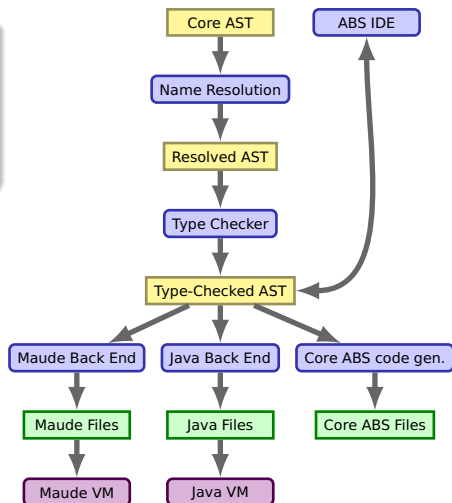 Core AST
ABS IDE
Name Resolution
Resolved AST
Type Checker
Type-Checked AST
Maude Back End
Java Back End
Core ABS code gen.
Maude Files
Java Files
Core ABS Files
Maude VM
Java VM